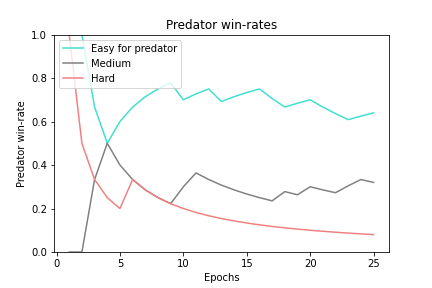 Predator win-rates
1.0
0.8
0.6
0.4
0.2
0.0
Predator win-rate
Easy for predator
Medium
Hard
0
5
10
15
20
25
Epochs